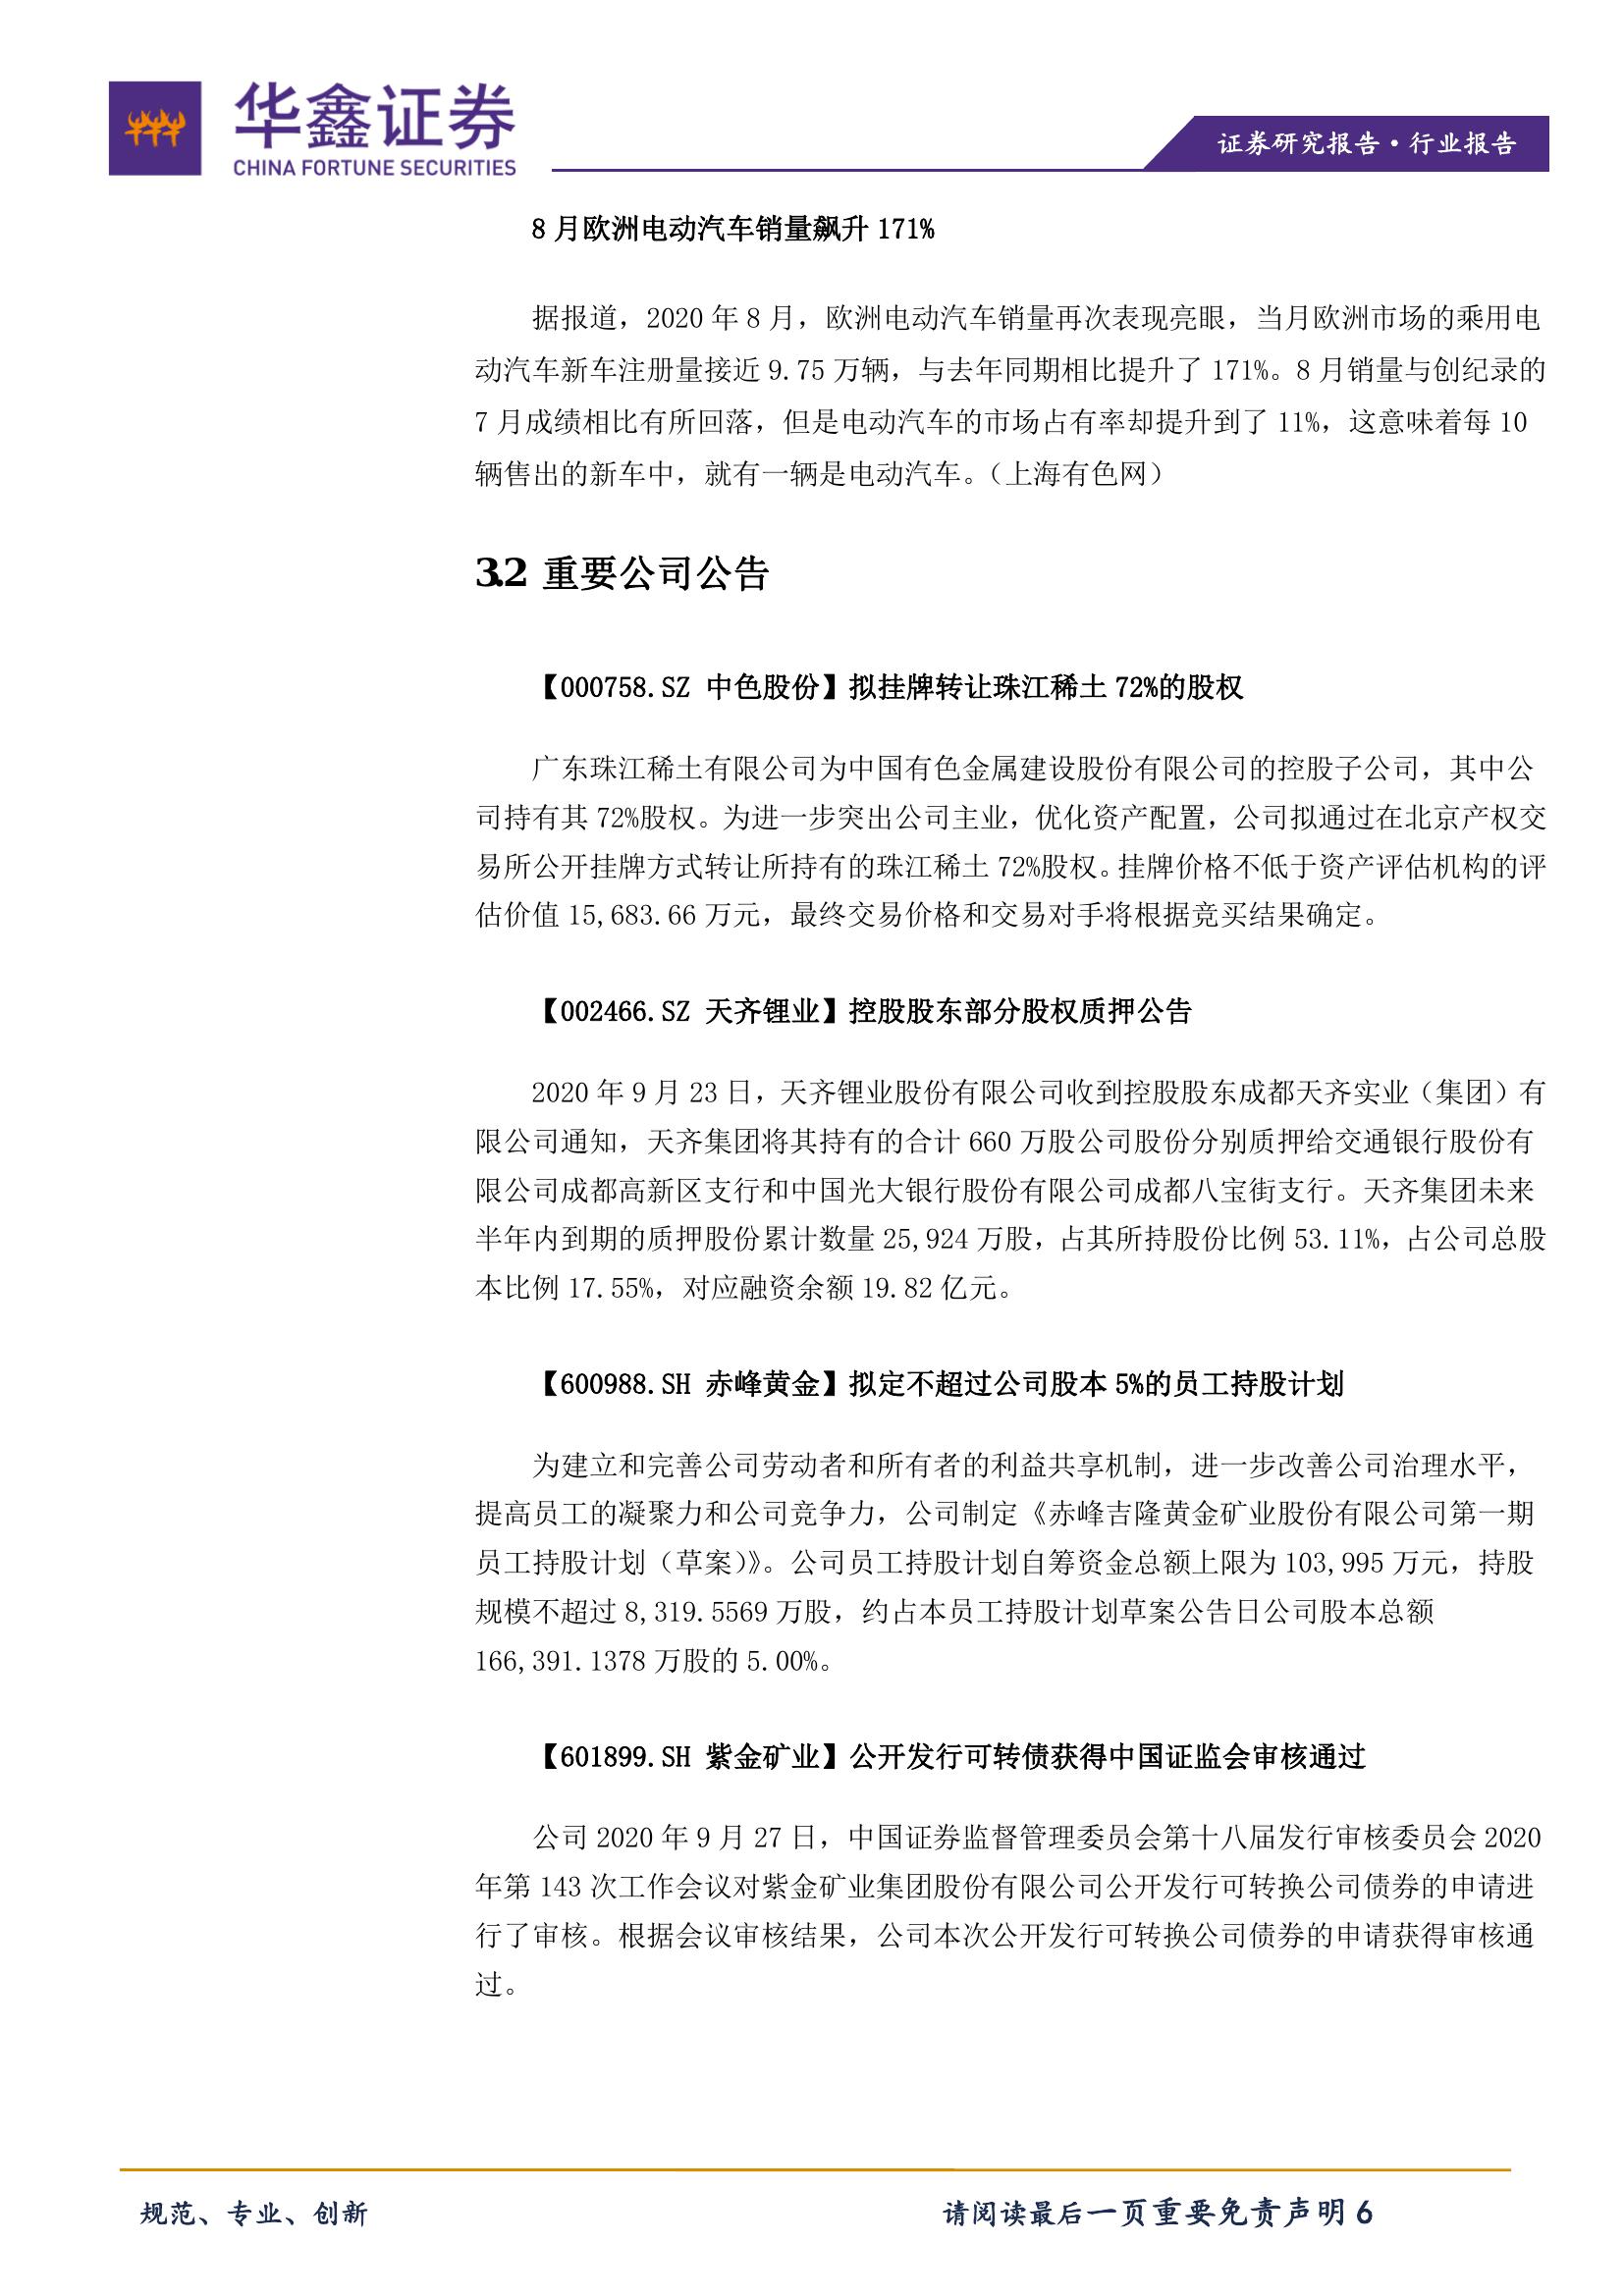 华鑫证券
CHINA FORTUNE SECURITIES
证券研究报告·行业报告
8 月欧洲电动汽车销量飙升 171%
据报道，2020 年 8 月，欧洲电动汽车销量再次表现亮眼，当月欧洲市场的乘用电
动汽车新车注册量接近 9.75 万辆，与去年同期相比提升了 171%。8 月销量与创纪录的
7 月成绩相比有所回落，但是电动汽车的市场占有率却提升到了 11%，这意味着每 10
辆售出的新车中，就有一辆是电动汽车。（上海有色网）
3.2 重要公司公告
【000758.SZ 中色股份】拟挂牌转让珠江稀土 72%的股权
广东珠江稀土有限公司为中国有色金属建设股份有限公司的控股子公司，其中公
司持有其 72%股权。为进一步突出公司主业，优化资产配置，公司拟通过在北京产权交
易所公开挂牌方式转让所持有的珠江稀土 72%股权。挂牌价格不低于资产评估机构的评
估价值 15,683.66 万元，最终交易价格和交易对手将根据竞买结果确定。
【002466.SZ 天齐锂业】控股股东部分股权质押公告
2020 年 9 月 23 日，天齐锂业股份有限公司收到控股股东成都天齐实业（集团）有
限公司通知，天齐集团将其持有的合计 660 万股公司股份分别质押给交通银行股份有
限公司成都高新区支行和中国光大银行股份有限公司成都八宝街支行。天齐集团未来
半年内到期的质押股份累计数量 25,924 万股，占其所持股份比例 53.11%，占公司总股
本比例 17.55%，对应融资余额 19.82 亿元。
【600988.SH 赤峰黄金】拟定不超过公司股本 5%的员工持股计划
为建立和完善公司劳动者和所有者的利益共享机制，进一步改善公司治理水平，
提高员工的凝聚力和公司竞争力，公司制定《赤峰吉隆黄金矿业股份有限公司第一期
员工持股计划（草案）》。公司员工持股计划自筹资金总额上限为 103,995 万元，持股
规模不超过 8,319.5569 万股，约占本员工持股计划草案公告日公司股本总额
166,391.1378 万股的 5.00%。
【601899.SH 紫金矿业】公开发行可转债获得中国证监会审核通过
公司 2020 年 9 月 27 日，中国证券监督管理委员会第十八届发行审核委员会 2020
年第 143 次工作会议对紫金矿业集团股份有限公司公开发行可转换公司债券的申请进
行了审核。根据会议审核结果，公司本次公开发行可转换公司债券的申请获得审核通
过。
规范、专业、创新
请阅读最后一页重要免责声明 6